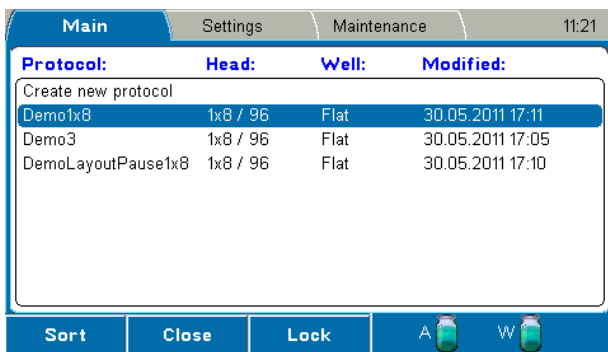 Main Settings Maintenance 11:21
Protocol: Head: Well: Modified:
Create new protocol
Demo1x8 1x8 / 96 Flat 30.05.2011 17:11
Demo3 1x8 / 96 Flat 30.05.2011 17:05
DemoLayoutPause1x8 1x8 / 96 Flat 30.05.2011 17:10
Sort Close Lock A W